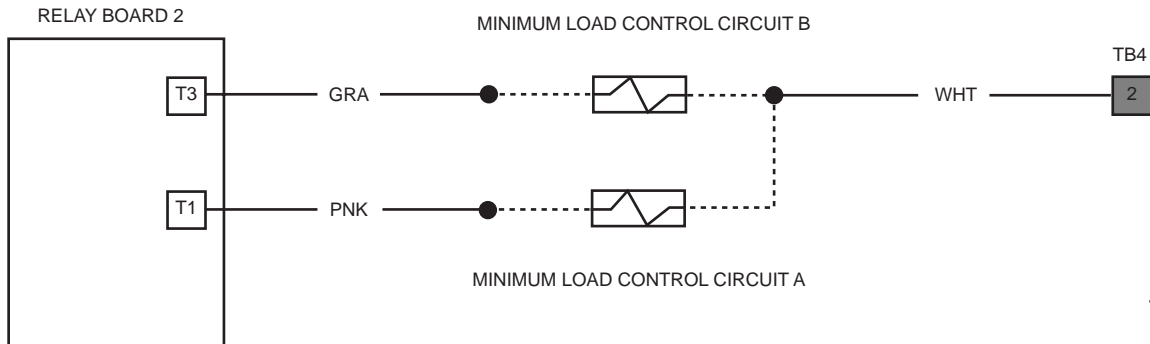 RELAY BOARD 2
MINIMUM LOAD CONTROL CIRCUIT B
TB4
T3
GRA
WHT
2
T1
PNK
MINIMUM LOAD CONTROL CIRCUIT A